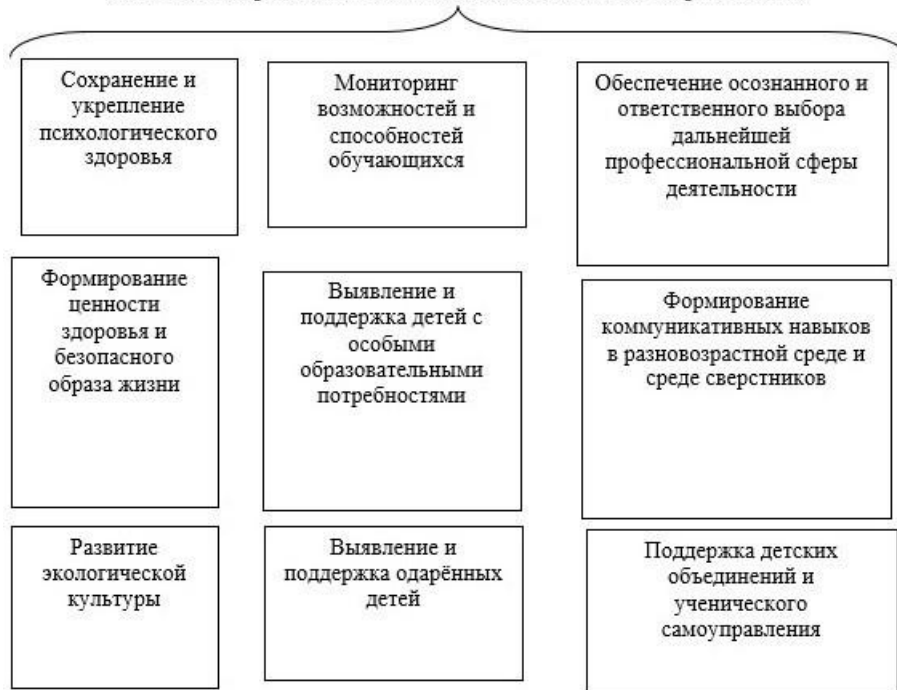 Сохранение и
укрепление
психологического
здоровья
Мониторинг
возможностей и
способностей
обучающихся
Обеспечение осознанного и
ответственного выбора
дальнейшей
профессиональной сферы
деятельности
Формирование
ценности
здоровья и
безопасного
образа жизни
Выявление и
поддержка детей с
особыми
образовательными
потребностями
Формирование
коммуникативных навыков
в разновозрастной среде и
среде сверстников
Развитие
экологической
культуры
Выявление и
поддержка одарённых
детей
Поддержка детских
объединений и
ученического
самоуправления